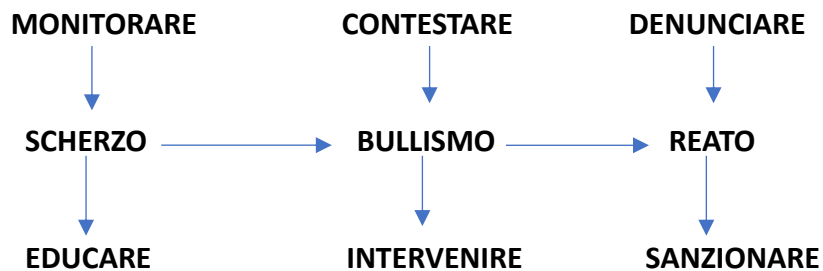 MONITORARE CONTESTARE DENUNCIARE
SCHERZO BULLISMO REATO
EDUCARE INTERVENIRE SANZIONARE